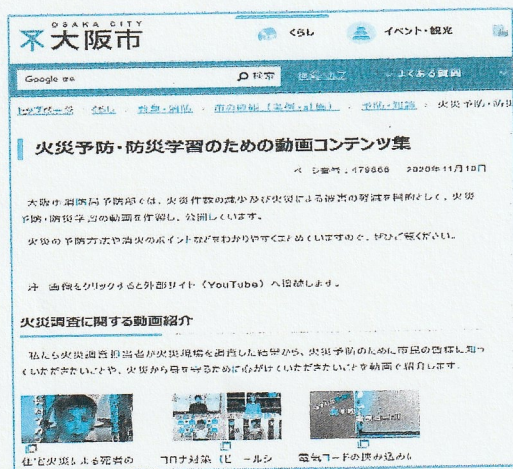 OSAKA CITY
大阪市
くらし
イベント・観光
Google
検索
よくある質問
トップページ
くらし
火災予防・防災
火災予防・防災学習のための動画コンテンツ集
ページ番号：479868 2020年11月10日
大阪市消防局予防部では、火災件数の減少及び火災による被害の軽減を目的として、火災
予防・防災学習の動画を作製し、公開しています。
火災の予防方法や消火のポイントなどをわかりやすくまとめていますので、ぜひご覧ください。
注 画像をクリックすると外部サイト（YouTube）へ接続します。
火災調査に関する動画紹介
私たち火災調査担当者が火災現場を調査した結果から、火災予防のために市民の皆様に知っ
ていただきたいことや、火災から身を守るために心がけていただきたいことを動画で紹介します。
住宅火災による死者の
コロナ対策（ビニールシ
電気コードの挟み込み